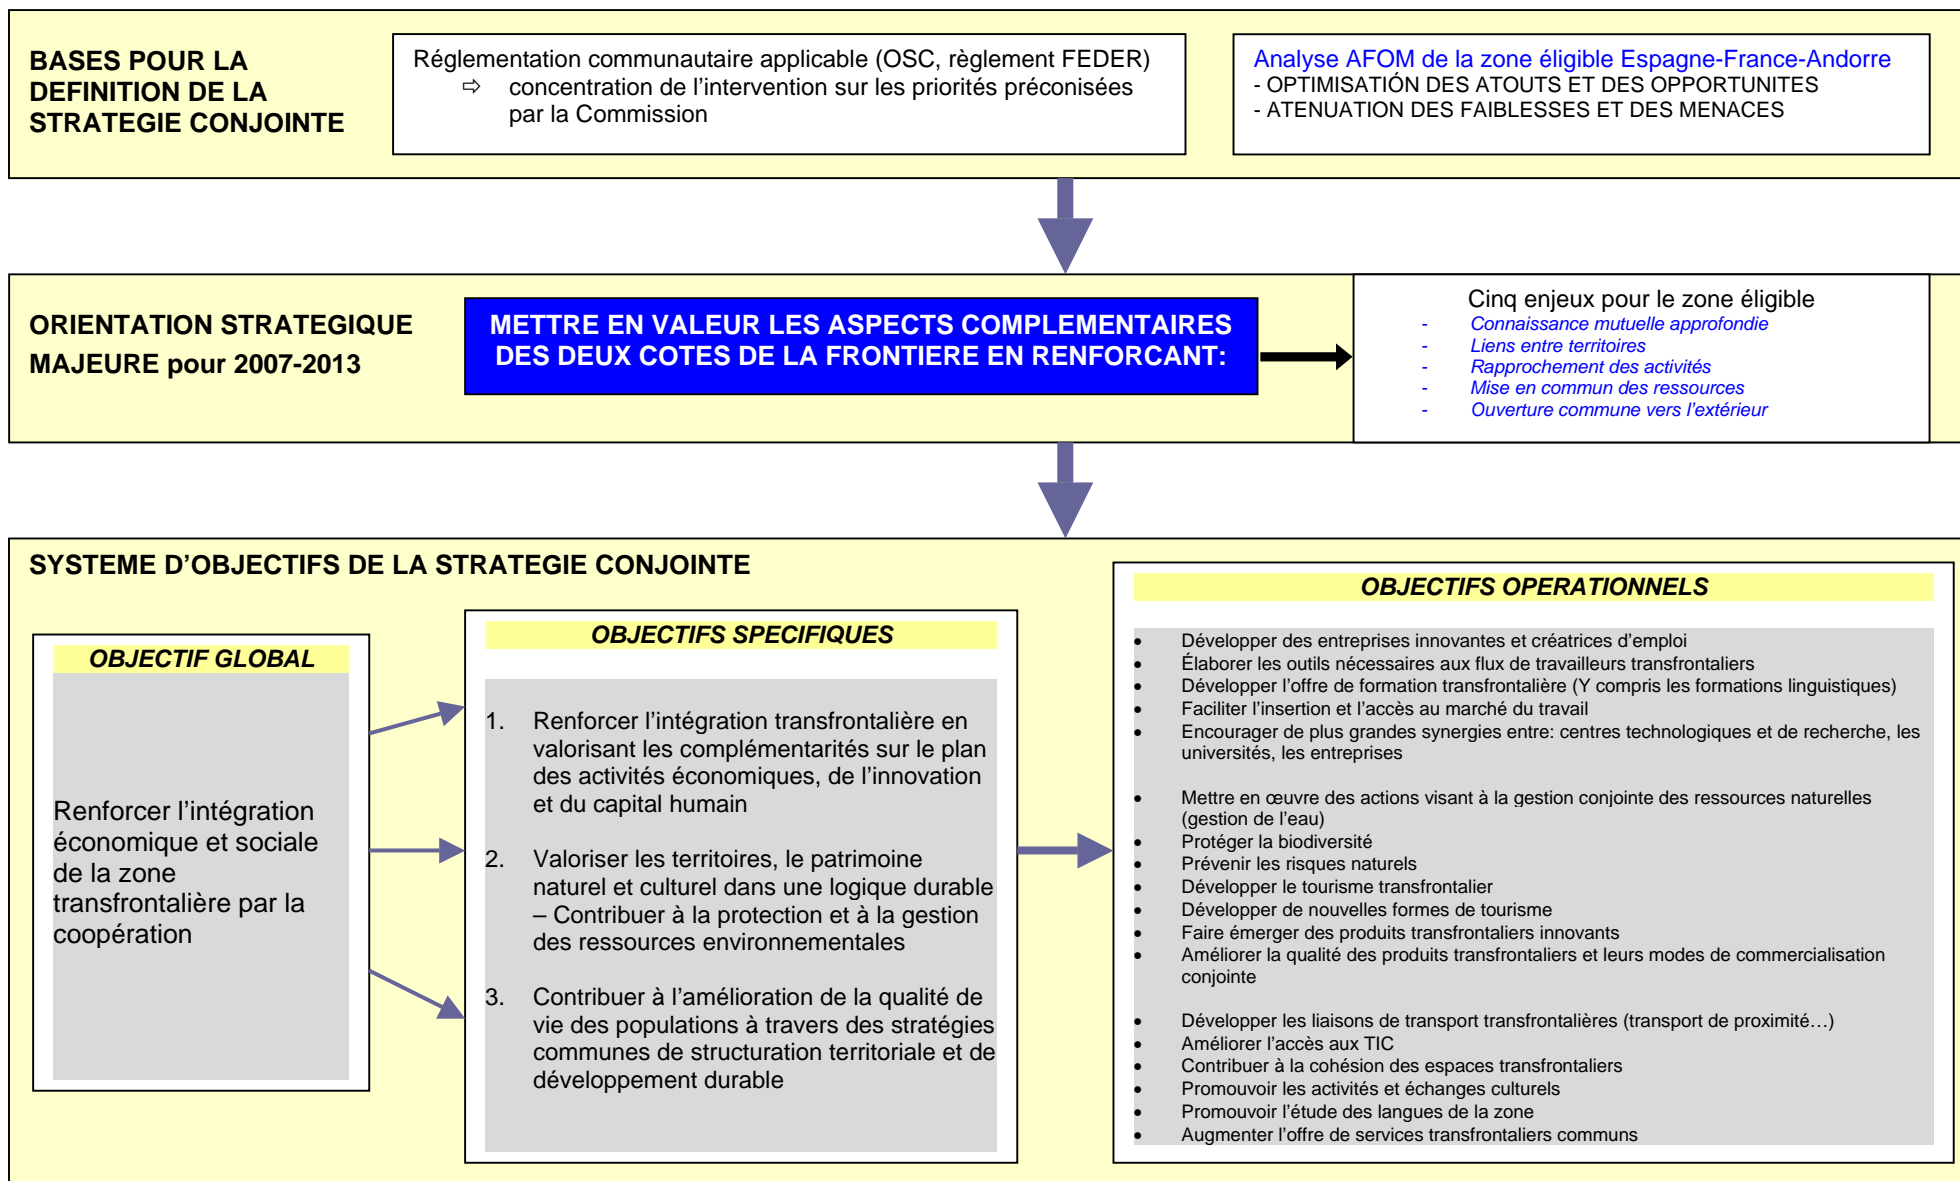 BASES POUR LA
DEFINITION DE LA
STRATEGIE CONJOINTE
Réglementation communautaire applicable (OSC, règlement FEDER)
⇨ concentration de l’intervention sur les priorités préconisées
par la Commission
Analyse AFOM de la zone éligible Espagne-France-Andorre
- OPTIMISATIÓN DES ATOUTS ET DES OPPORTUNITES
- ATENUATION DES FAIBLESSES ET DES MENACES
ORIENTATION STRATEGIQUE
MAJEURE pour 2007-2013
METTRE EN VALEUR LES ASPECTS COMPLEMENTAIRES
DES DEUX COTES DE LA FRONTIERE EN RENFORCANT:
Cinq enjeux pour le zone éligible
- Connaissance mutuelle approfondie
- Liens entre territoires
- Rapprochement des activités
- Mise en commun des ressources
- Ouverture commune vers l’extérieur
SYSTEME D’OBJECTIFS DE LA STRATEGIE CONJOINTE
OBJECTIF GLOBAL
Renforcer l’intégration
économique et sociale
de la zone
transfrontalière par la
coopération
OBJECTIFS SPECIFIQUES
1. Renforcer l’intégration transfrontalière en
valorisant les complémentarités sur le plan
des activités économiques, de l’innovation
et du capital humain
2. Valoriser les territoires, le patrimoine
naturel et culturel dans une logique durable
– Contribuer à la protection et à la gestion
des ressources environnementales
3. Contribuer à l’amélioration de la qualité de
vie des populations à travers des stratégies
communes de structuration territoriale et de
développement durable
OBJECTIFS OPERATIONNELS
• Développer des entreprises innovantes et créatrices d’emploi
• Élaborer les outils nécessaires aux flux de travailleurs transfrontaliers
• Développer l’offre de formation transfrontalière (Y compris les formations linguistiques)
• Faciliter l’insertion et l’accès au marché du travail
• Encourager de plus grandes synergies entre: centres technologiques et de recherche, les
universités, les entreprises
• Mettre en œuvre des actions visant à la gestion conjointe des ressources naturelles
(gestion de l’eau)
• Protéger la biodiversité
• Prévenir les risques naturels
• Développer le tourisme transfrontalier
• Développer de nouvelles formes de tourisme
• Faire émerger des produits transfrontaliers innovants
• Améliorer la qualité des produits transfrontaliers et leurs modes de commercialisation
conjointe
• Développer les liaisons de transport transfrontalières (transport de proximité…)
• Améliorer l’accès aux TIC
• Contribuer à la cohésion des espaces transfrontaliers
• Promouvoir les activités et échanges culturels
• Promouvoir l’étude des langues de la zone
• Augmenter l’offre de services transfrontaliers communs